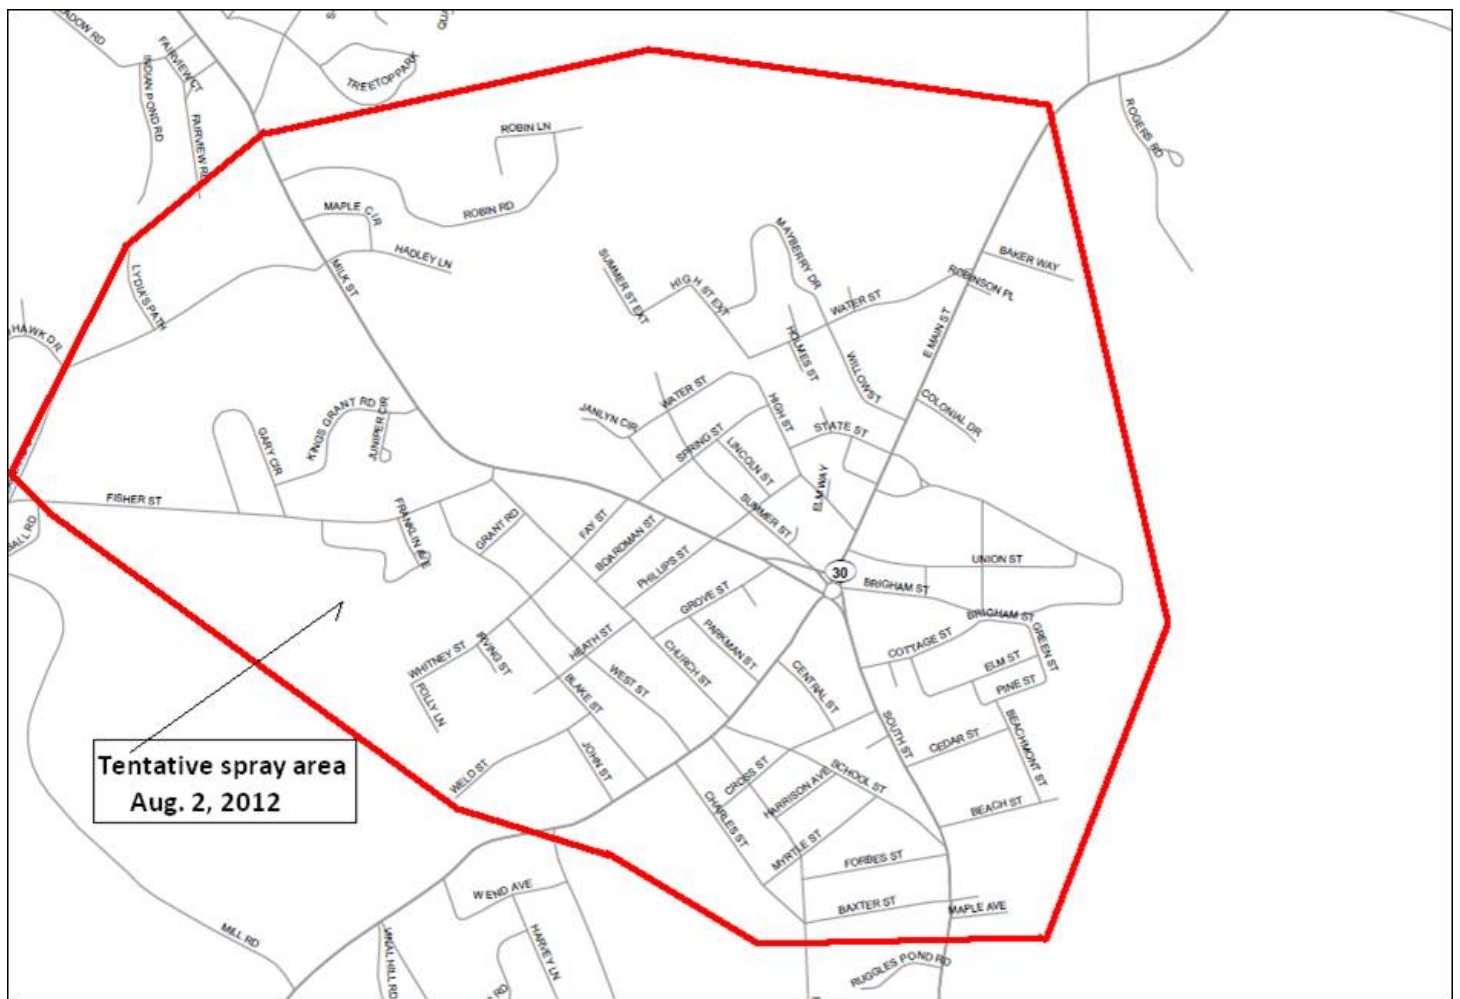 FAIRVIEW CT
INDIAN POND RD
FAIRVIEW RD
TREETOP PARK
ROBIN LN
ROGERS RD
MAPLE CIR
ROBIN RD
HADLEY LN
MILK ST
LYDIA'S PATH
SUMMER ST EXT
HIGH ST EXT
MAYBERRY DR
BAKER WAY
ROBINSON PL
WATER ST
E MAIN ST
HOLMES ST
WILLOW ST
HAWK DR
COLONIAL DR
KINGS GRANT RD
JUNIPER CIR
GARY CIR
JANLYN CIR
WATER ST
HIGH ST
STATE ST
SPRING ST
LINCOLN ST
ELM WAY
SUMMER ST
FISHER ST
FRANKLIN AVE
GRANT RD
FAY ST
BOARDMAN ST
PHILLIPS ST
UNION ST
30
BRIGHAM ST
BRIGHAM ST
GROVE ST
PARKMAN ST
COTTAGE ST
GREEN ST
ELM ST
PINE ST
WHITNEY ST
IRVING ST
HEATH ST
CHURCH ST
WEST ST
BLAKE ST
POLLY LN
CENTRAL ST
SOUTH ST
CEDAR ST
BEACHMONT ST
BEACH ST
Tentative spray area
Aug. 2, 2012
WELD ST
JOHN ST
CROSS ST
HARRISON AVE
SCHOOL ST
CHARLES ST
MYRTLE ST
FORBES ST
BAXTER ST
MAPLE AVE
W END AVE
HARVEY LN
VINAL HILL RD
MILL RD
RUGGLES POND RD